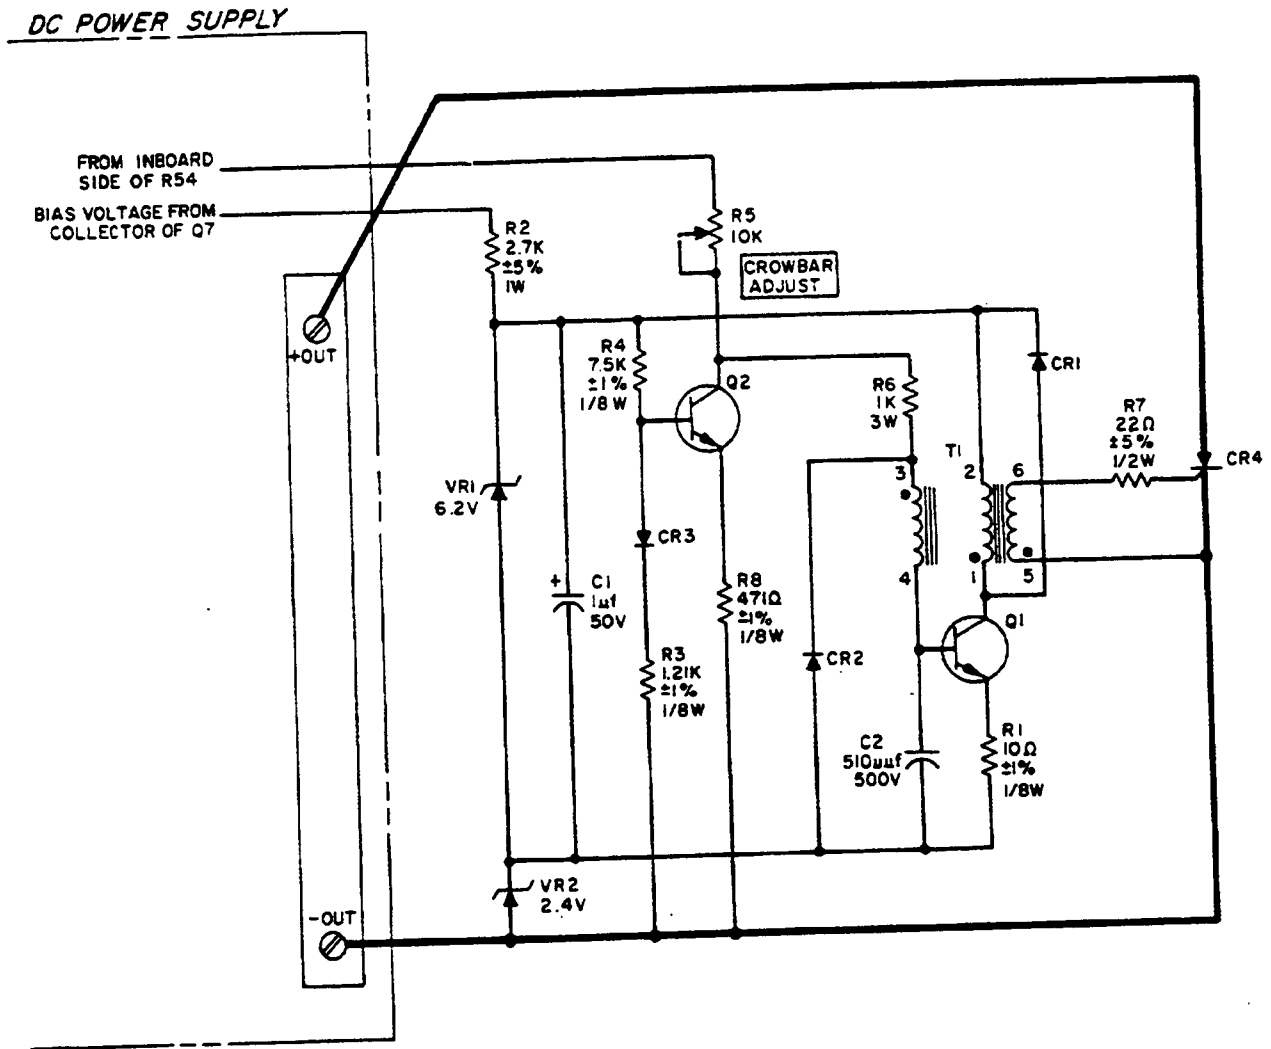 DC POWER SUPPLY
FROM INBOARD
SIDE OF R54
BIAS VOLTAGE FROM
COLLECTOR OF Q7
R2
2.7K
±5%
1W
R5
10K
CROWBAR
ADJUST
+OUT
R4
7.5K
±1%
1/8W
Q2
R6
1K
3W
CR1
R7
22Ω
±5%
1/2W
CR4
T1
3
2
6
VR1
6.2V
CR3
4
1
5
+
C1
1µf
50V
R8
471Ω
±1%
1/8W
Q1
R3
1.21K
±1%
1/8W
CR2
C2
510µµf
500V
R1
10Ω
±1%
1/8W
VR2
2.4V
-OUT